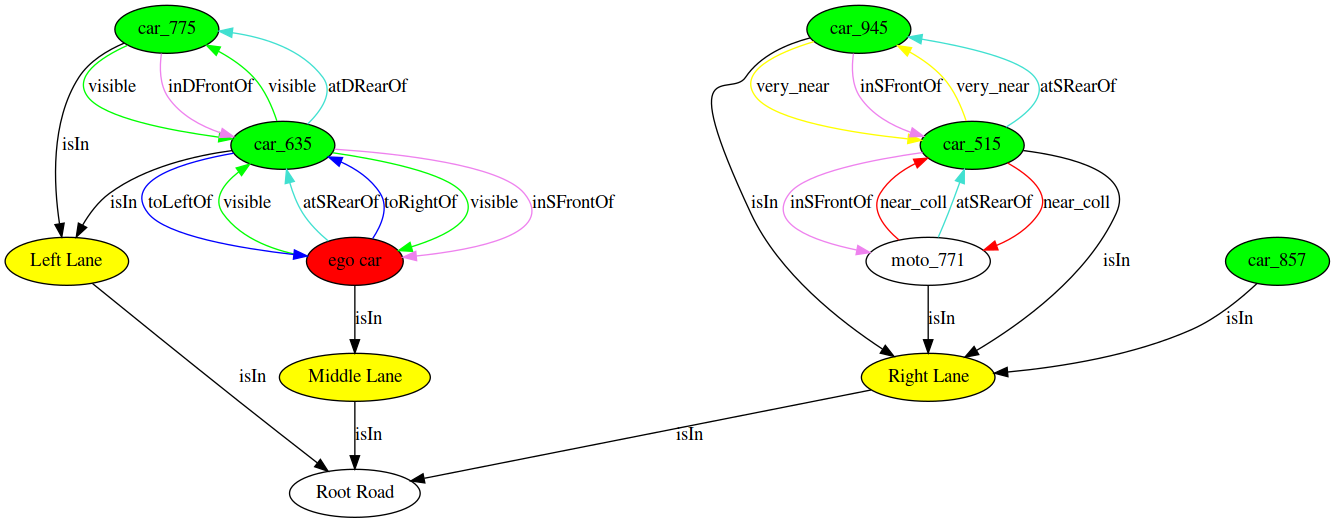 car_775
car_945
visible
inDFrontOf
visible
atDRearOf
very_near
inSFrontOf
very_near
atSRearOf
isIn
car_635
car_515
isIn
toLeftOf
visible
atSRearOf
toRightOf
visible
inSFrontOf
isIn
inSFrontOf
near_coll
atSRearOf
near_coll
Left Lane
ego car
moto_771
isIn
car_857
isIn
isIn
isIn
isIn
Middle Lane
Right Lane
isIn
isIn
Root Road